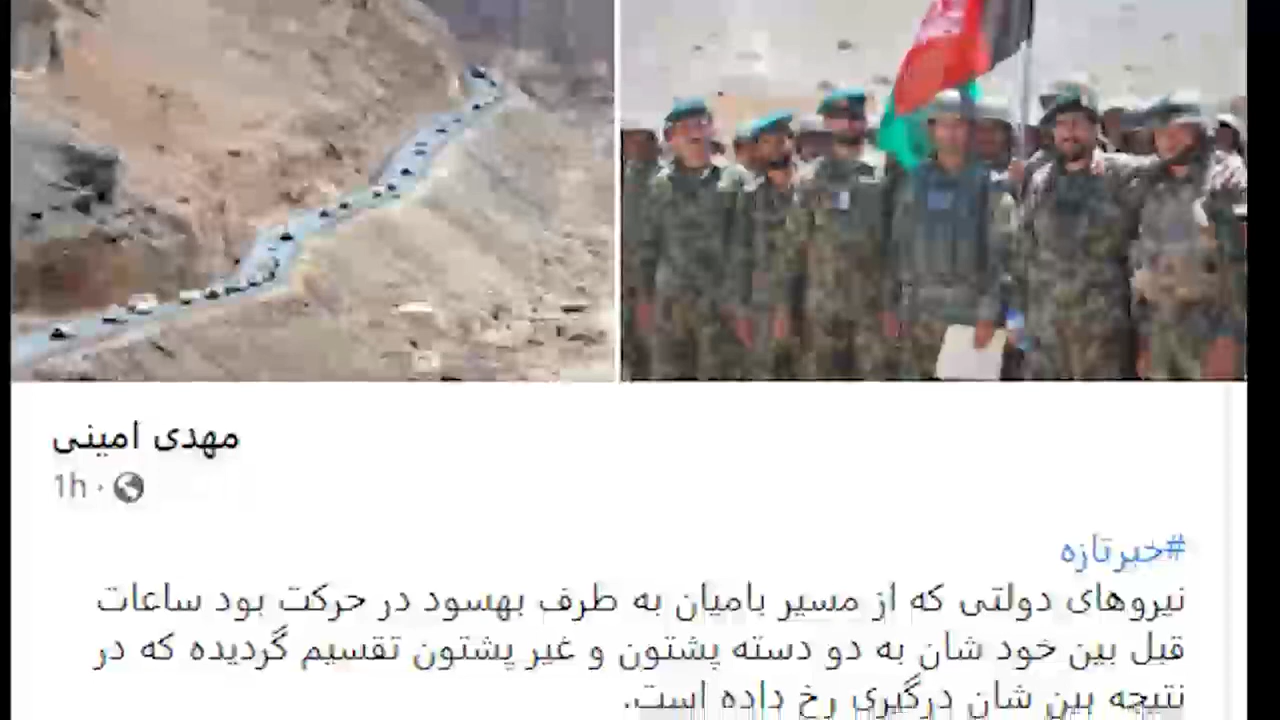 مهدی امینی
1h ·
#خبرتازه
نیروهای دولتی که از مسیر بامیان به طرف بهسود در حرکت بود ساعات
قبل بین خود شان به دو دسته پشتون و غیر پشتون تقسیم گردیده که در
نتیجه بین شان درگیری رخ داده است.